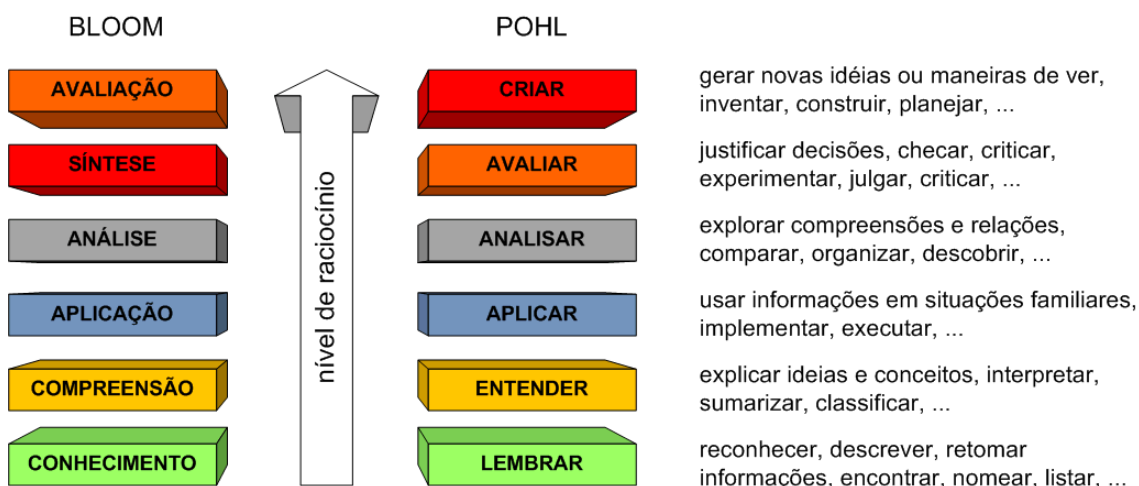 BLOOM
POHL
AVALIAÇÃO
CRIAR
gerar novas idéias ou maneiras de ver,
inventar, construir, planejar, ...
SÍNTESE
AVALIAR
justificar decisões, checar, criticar,
experimentar, julgar, criticar, ...
ANÁLISE
ANALISAR
explorar compreensões e relações,
comparar, organizar, descobrir, ...
APLICAÇÃO
APLICAR
usar informações em situações familiares,
implementar, executar, ...
COMPREENSÃO
ENTENDER
explicar ideias e conceitos, interpretar,
sumarizar, classificar, ...
CONHECIMENTO
LEMBRAR
reconhecer, descrever, retomar
informações, encontrar, nomear, listar, ...
nível de raciocínio